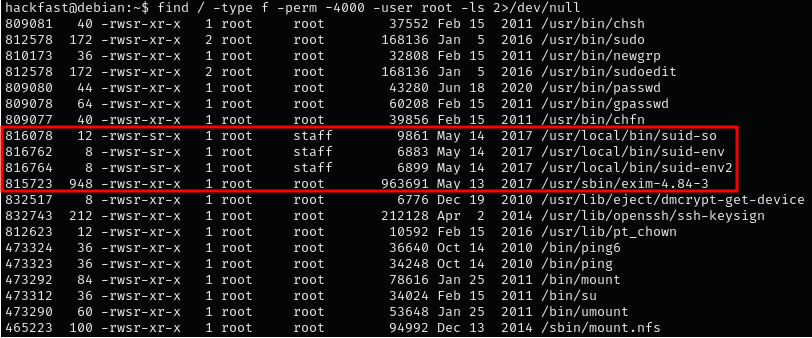 hackfast@debian:~$ find / -type f -perm -4000 -user root -ls 2>/dev/null
809081 40 -rwsr-xr-x 1 root root 37552 Feb 15 2011 /usr/bin/chsh
812578 172 -rwsr-xr-x 2 root root 168136 Jan 5 2016 /usr/bin/sudo
810173 36 -rwsr-xr-x 1 root root 32808 Feb 15 2011 /usr/bin/newgrp
812578 172 -rwsr-xr-x 2 root root 168136 Jan 5 2016 /usr/bin/sudoedit
809080 44 -rwsr-xr-x 1 root root 43280 Jun 18 2020 /usr/bin/passwd
809078 64 -rwsr-xr-x 1 root root 60208 Feb 15 2011 /usr/bin/gpasswd
809077 40 -rwsr-xr-x 1 root root 39856 Feb 15 2011 /usr/bin/chfn
816078 12 -rwsr-sr-x 1 root staff 9861 May 14 2017 /usr/local/bin/suid-so
816762 8 -rwsr-sr-x 1 root staff 6883 May 14 2017 /usr/local/bin/suid-env
816764 8 -rwsr-sr-x 1 root staff 6899 May 14 2017 /usr/local/bin/suid-env2
815723 948 -rwsr-xr-x 1 root root 963691 May 13 2017 /usr/sbin/exim-4.84-3
832517 8 -rwsr-xr-x 1 root root 6776 Dec 19 2010 /usr/lib/eject/dmcrypt-get-device
832743 212 -rwsr-xr-x 1 root root 212128 Apr 2 2014 /usr/lib/openssh/ssh-keysign
812623 12 -rwsr-xr-x 1 root root 10592 Feb 15 2016 /usr/lib/pt_chown
473324 36 -rwsr-xr-x 1 root root 36640 Oct 14 2010 /bin/ping6
473323 36 -rwsr-xr-x 1 root root 34248 Oct 14 2010 /bin/ping
473292 84 -rwsr-xr-x 1 root root 78616 Jan 25 2011 /bin/mount
473312 36 -rwsr-xr-x 1 root root 34024 Feb 15 2011 /bin/su
473290 60 -rwsr-xr-x 1 root root 53648 Jan 25 2011 /bin/umount
465223 100 -rwsr-xr-x 1 root root 94992 Dec 13 2014 /sbin/mount.nfs